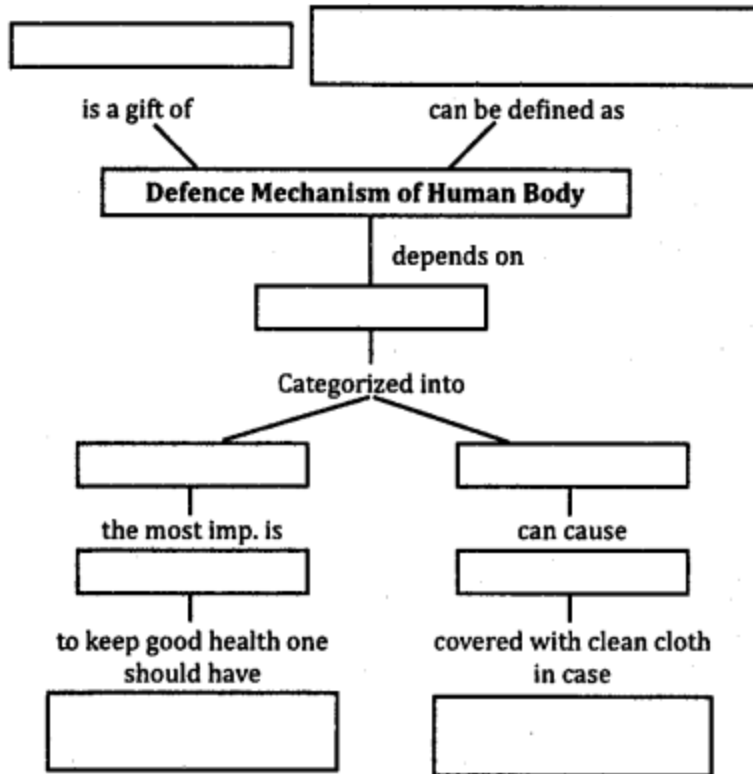 is a gift of
can be defined as
Defence Mechanism of Human Body
depends on
Categorized into
the most imp. is
can cause
to keep good health one
should have
covered with clean cloth
in case